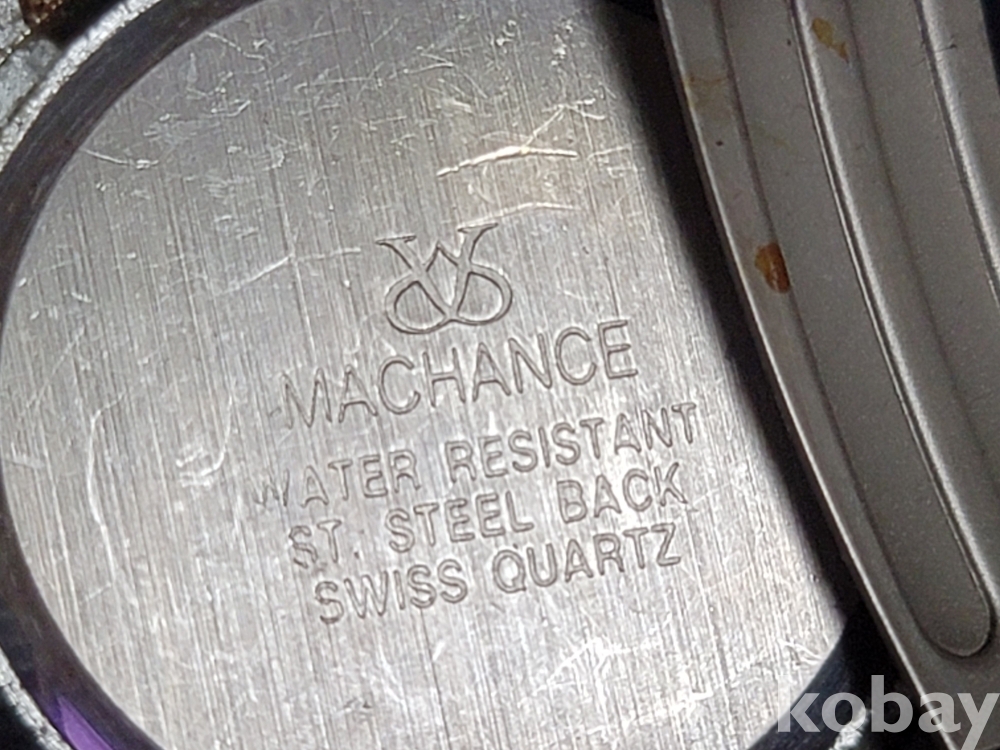 MACHANCE
WATER RESISTANT
ST. STEEL BACK
SWISS QUARTZ
kobay